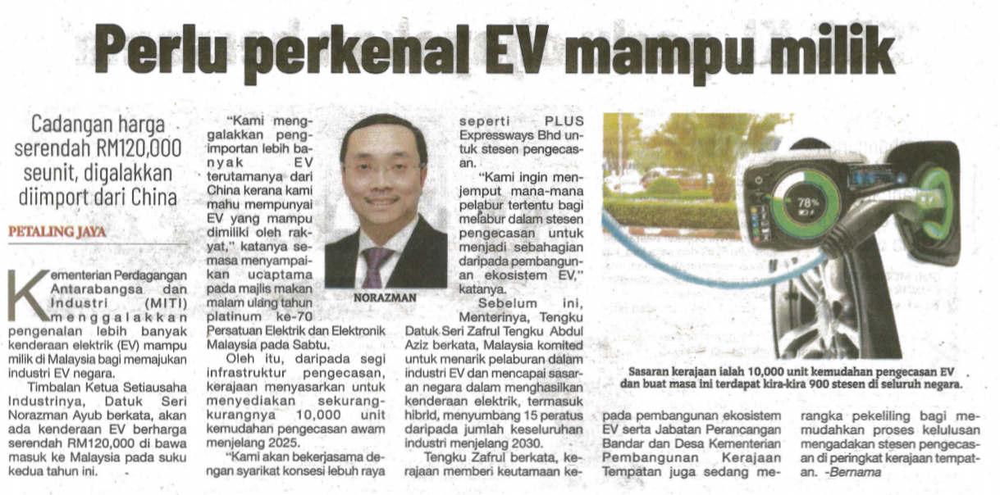 Perlu perkenal EV mampu milik
Cadangan harga
serendah RM120,000
seunit, digalakkan
diimport dari China
PETALING JAYA
Kementerian Perdagangan
Antarabangsa dan
Industri (MITI)
menggalakkan
pengenalan lebih banyak
kenderaan elektrik (EV) mampu
milik di Malaysia bagi memajukan
industri EV negara.
Timbalan Ketua Setiausaha
Industrinya, Datuk Seri
Norazman Ayub berkata, akan
ada kenderaan EV berharga
serendah RM120,000 di bawa
masuk ke Malaysia pada suku
kedua tahun ini.
“Kami meng-
galakkan peng-
importan lebih ba-
nyak EV
terutamanya dari
China kerana kami
mahu mempunyai
EV yang mampu
dimiliki oleh rak-
yat,” katanya se-
masa menyampai-
kan ucaptama
pada majlis makan
malam ulang tahun
platinum ke-70
Persatuan Elektrik dan Elektronik
Malaysia pada Sabtu.
Oleh itu, daripada segi
infrastruktur pengecasan,
kerajaan menyasarkan untuk
menyediakan sekurang-
kurangnya 10,000 unit
kemudahan pengecasan awam
menjelang 2025.
“Kami akan bekerjasama de-
ngan syarikat konsesi lebuh raya
NORAZMAN
seperti PLUS
Expressways Bhd un-
tuk stesen pengecas-
an.
“Kami ingin men-
jemput mana-mana
pelabur tertentu bagi
melabur dalam stesen
pengecasan untuk
menjadi sebahagian
daripada pembangun-
an ekosistem EV,”
katanya.
Sebelum ini,
Menterinya, Tengku
Datuk Seri Zafrul Tengku Abdul
Aziz berkata, Malaysia komited
untuk menarik pelaburan dalam
industri EV dan mencapai sasar-
an negara dalam menghasilkan
kenderaan elektrik, termasuk
hibrid, menyumbang 15 peratus
daripada jumlah keseluruhan
industri menjelang 2030.
Tengku Zafrul berkata, ke-
rajaan memberi keutamaan ke-
78%
Sasaran kerajaan ialah 10,000 unit kemudahan pengecasan EV
dan buat masa ini terdapat kira-kira 900 stesen di seluruh negara.
pada pembangunan ekosistem
EV serta Jabatan Perancangan
Bandar dan Desa Kementerian
Pembangunan Kerajaan
Tempatan juga sedang me-
rangka pekeliling bagi me-
mudahkan proses kelulusan
mengadakan stesen pengecas-
an di peringkat kerajaan tempat-
an. -Bernama